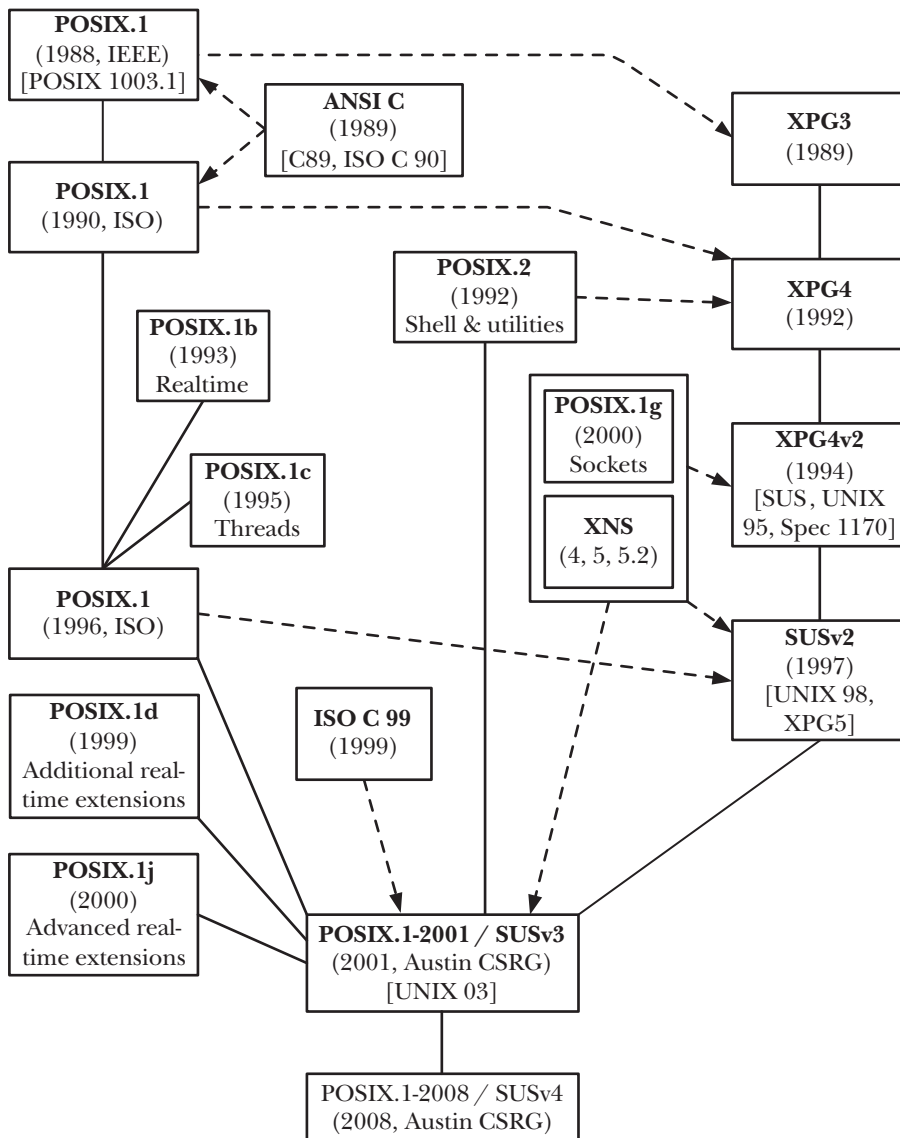 POSIX.1
(1988, IEEE)
[POSIX 1003.1]
ANSI C
(1989)
[C89, ISO C 90]
XPG3
(1989)
POSIX.1
(1990, ISO)
POSIX.2
(1992)
Shell & utilities
XPG4
(1992)
POSIX.1b
(1993)
Realtime
POSIX.1c
(1995)
Threads
POSIX.1g
(2000)
Sockets
XNS
(4, 5, 5.2)
XPG4v2
(1994)
[SUS, UNIX
95, Spec 1170]
POSIX.1
(1996, ISO)
SUSv2
(1997)
[UNIX 98,
XPG5]
POSIX.1d
(1999)
Additional real-
time extensions
ISO C 99
(1999)
POSIX.1j
(2000)
Advanced real-
time extensions
POSIX.1-2001 / SUSv3
(2001, Austin CSRG)
[UNIX 03]
POSIX.1-2008 / SUSv4
(2008, Austin CSRG)